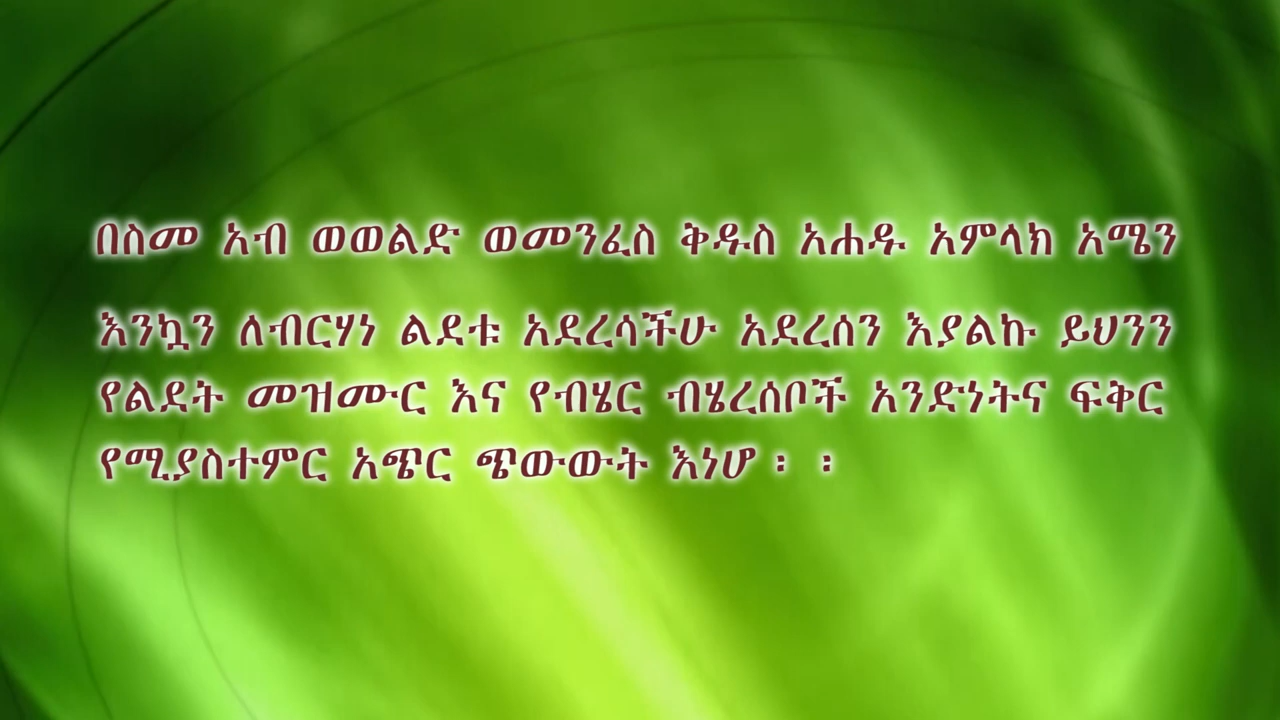 በስመ አብ ወወልድ ወመንፈስ ቅዱስ አሐዱ አምላክ አሜን
እንኳን ለብርሃነ ልደቱ አደረሳችሁ አደረሰን እያልኩ ይህንን
የልደት መዝሙር እና የብሄር ብሄረሰቦች አንድነትና ፍቅር
የሚያስተምር አጭር ጭውውት እነሆ ፡ ፡